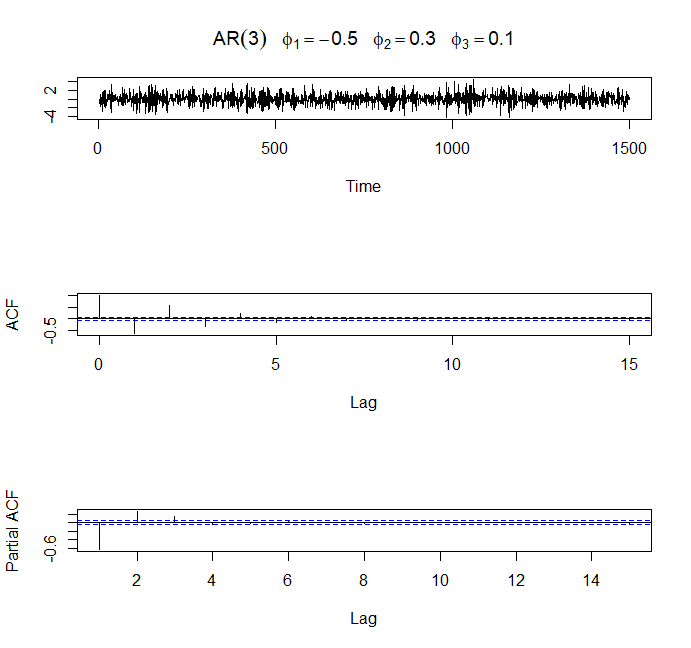 AR(3) ϕ1 = −0.5 ϕ2 = 0.3 ϕ3 = 0.1
2
-4
0 500 1000 1500
Time
ACF
-0.5
0 5 10 15
Lag
Partial ACF
-0.6
2 4 6 8 10 12 14
Lag